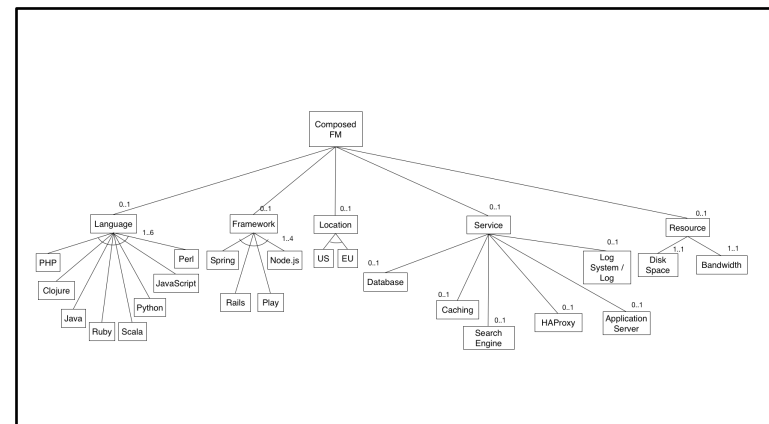 Composed
FM
0..1
0..1
0..1
0..1
0..1
Language
Framework
Location
Service
Resource
1..6
1..4
PHP
Clojure
Java
Ruby
Scala
Python
JavaScript
Perl
Spring
Rails
Play
Node.js
US
EU
0..1
Database
0..1
Caching
0..1
Search
Engine
0..1
HAProxy
0..1
Application
Server
0..1
Log
System /
Log
1..1
Disk
Space
1..1
Bandwidth